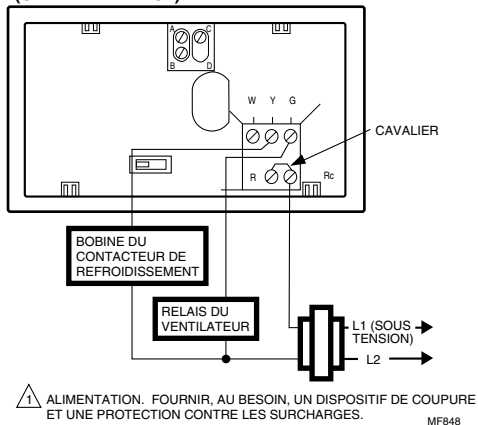 A C
B D
W Y G
CAVALIER
R Rc
BOBINE DU
CONTACTEUR DE
REFROIDISSEMENT
RELAIS DU
VENTILATEUR
L1 (SOUS
TENSION)
L2
1 ALIMENTATION. FOURNIR, AU BESOIN, UN DISPOSITIF DE COUPURE
ET UNE PROTECTION CONTRE LES SURCHARGES.
MF848